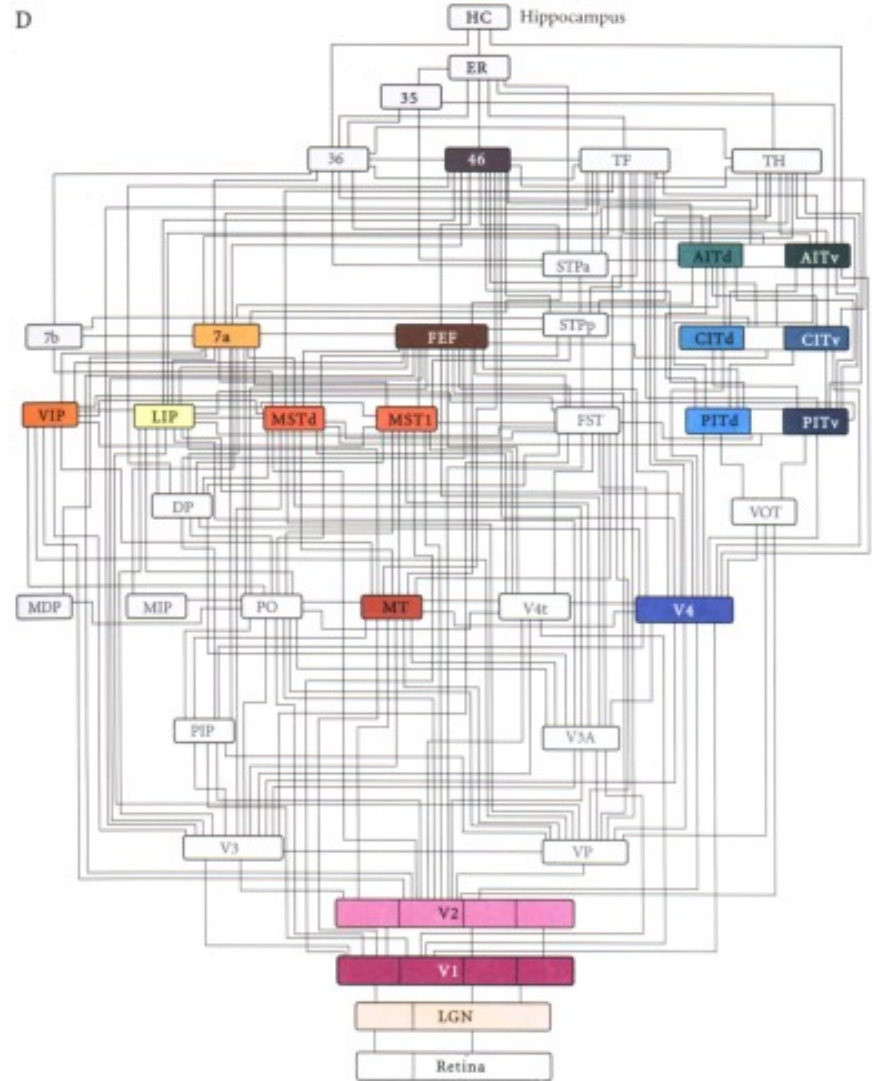 D
HC Hippocampus
ER
35
36 46 TF TH
STPa AITd AITv
STPp
7b 7a FEF CITd CITv
VIP LIP MSTd MST1 FST PITd PITv
DP VOT
MDP MIP PO MT V4t V4
PIP V3A
V3 VP
V2
V1
LGN
Retina